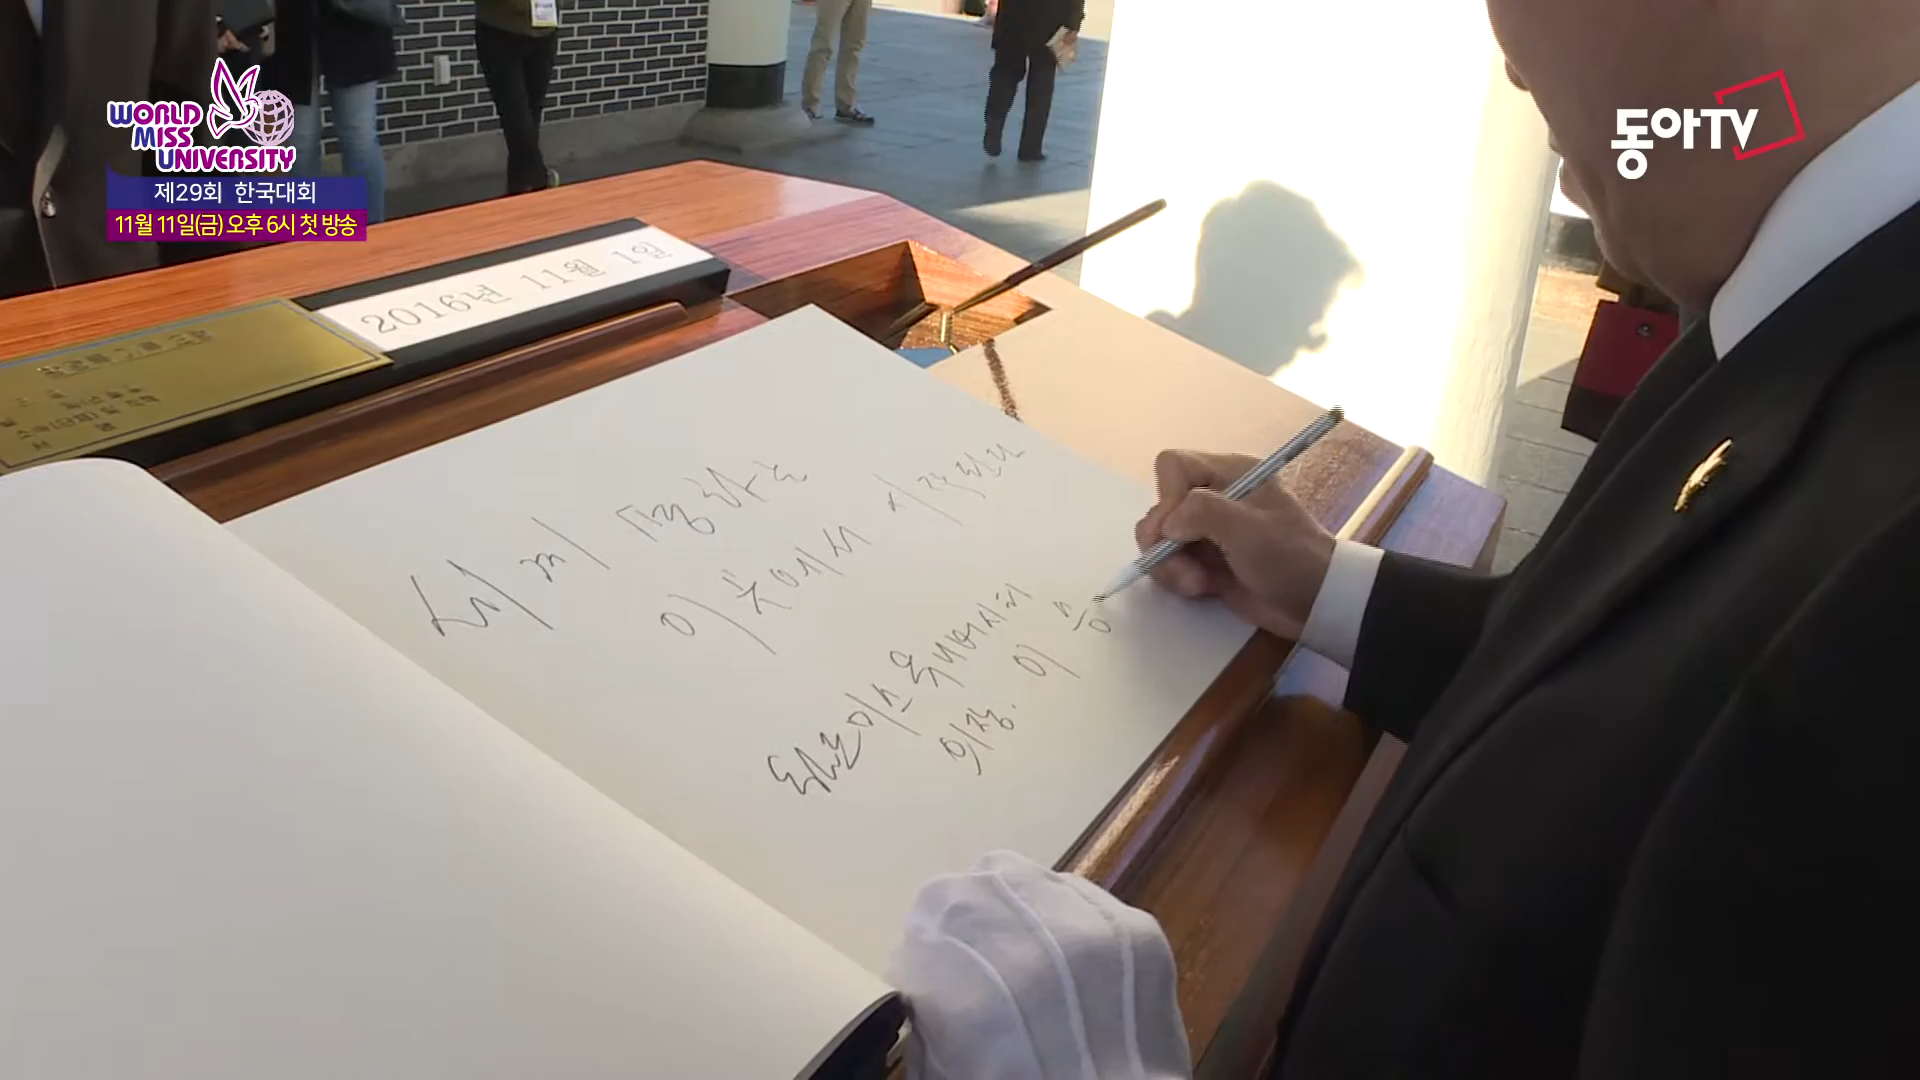 WORLD
MISS
UNIVERSITY
제29회 한국대회
11월 11일(금) 오후 6시 첫 방송
동아TV
2016년 11월 1일
세계 평화는
이곳에서 시작된다
월드미스유니버시티
의장. 이 승